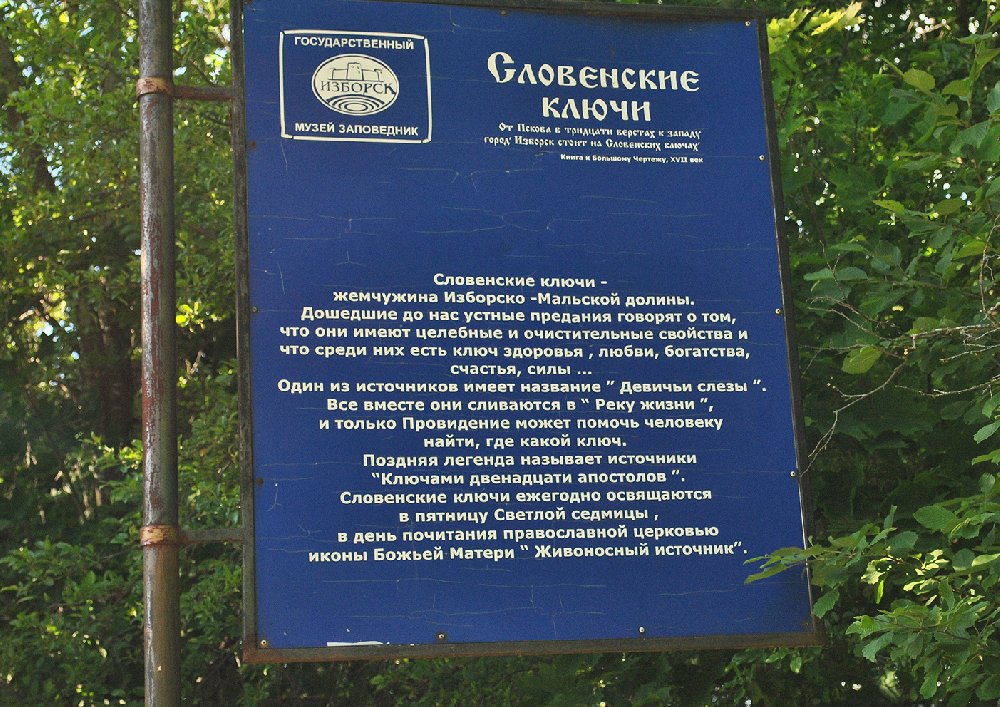 ГОСУДАРСТВЕННЫЙ
ИЗБОРСК
МУЗЕЙ ЗАПОВЕДНИК
Словенские
ключи
От Пскова в тридцати верстах к западу
город Изборск стоит на Словенских ключах
Книга к Большому Чертежу, XVII век
Словенские ключи -
жемчужина Изборско -Мальской долины.
Дошедшие до нас устные предания говорят о том,
что они имеют целебные и очистительные свойства и
что среди них есть ключ здоровья , любви, богатства,
счастья, силы ...
Один из источников имеет название " Девичьи слезы ".
Все вместе они сливаются в “ Реку жизни ”,
и только Провидение может помочь человеку
найти, где какой ключ.
Поздняя легенда называет источники
“Ключами двенадцати апостолов ”.
Словенские ключи ежегодно освящаются
в пятницу Светлой седмицы ,
в день почитания православной церковью
иконы Божьей Матери “ Живоносный источник”.